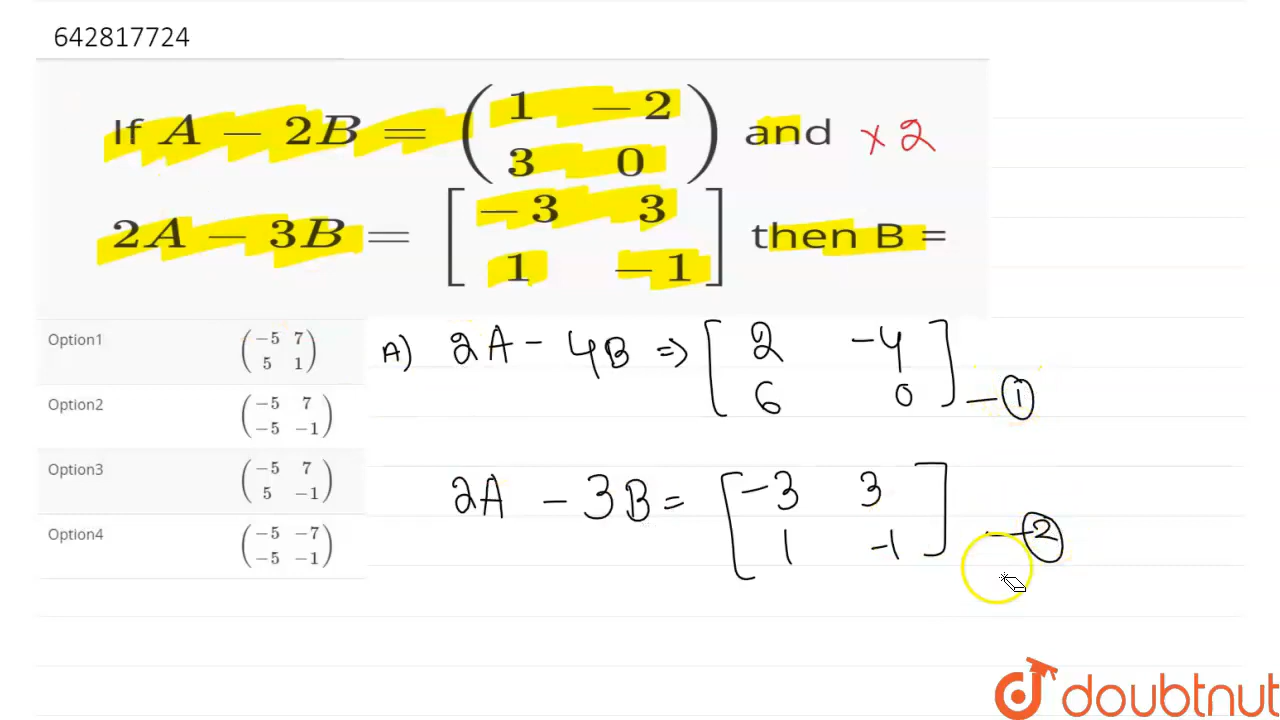 642817724
If A − 2B = ( 1 −2 ) and × 2
( 3 0 )
2A − 3B = [ −3 3 ] then B =
[ 1 −1 ]
Option1 ( −5 7 )
( 5 1 )
Option2 ( −5 7 )
( −5 −1 )
Option3 ( −5 7 )
( 5 −1 )
Option4 ( −5 −7 )
( −5 −1 )
A) 2A − 4B ⇒ [ 2 −4 ]
[ 6 0 ] − ①
2A − 3B = [ −3 3 ]
[ 1 −1 ] − ②
doubtnut